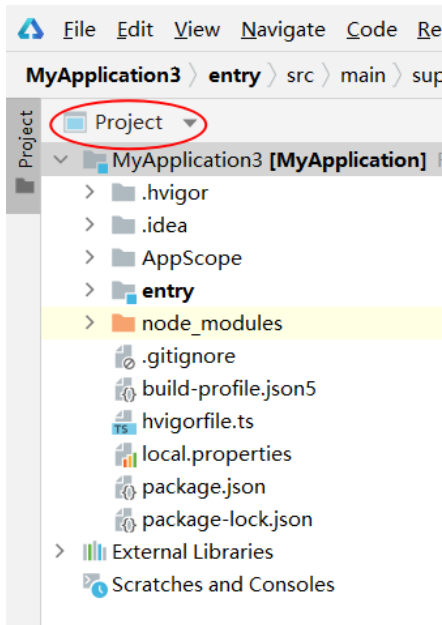 File Edit View Navigate Code Re
MyApplication3 〉 entry 〉 src 〉 main 〉 sup
Project
Project
MyApplication3 [MyApplication]
.hvigor
.idea
AppScope
entry
node_modules
.gitignore
build-profile.json5
TS hvigorfile.ts
local.properties
package.json
package-lock.json
External Libraries
Scratches and Consoles